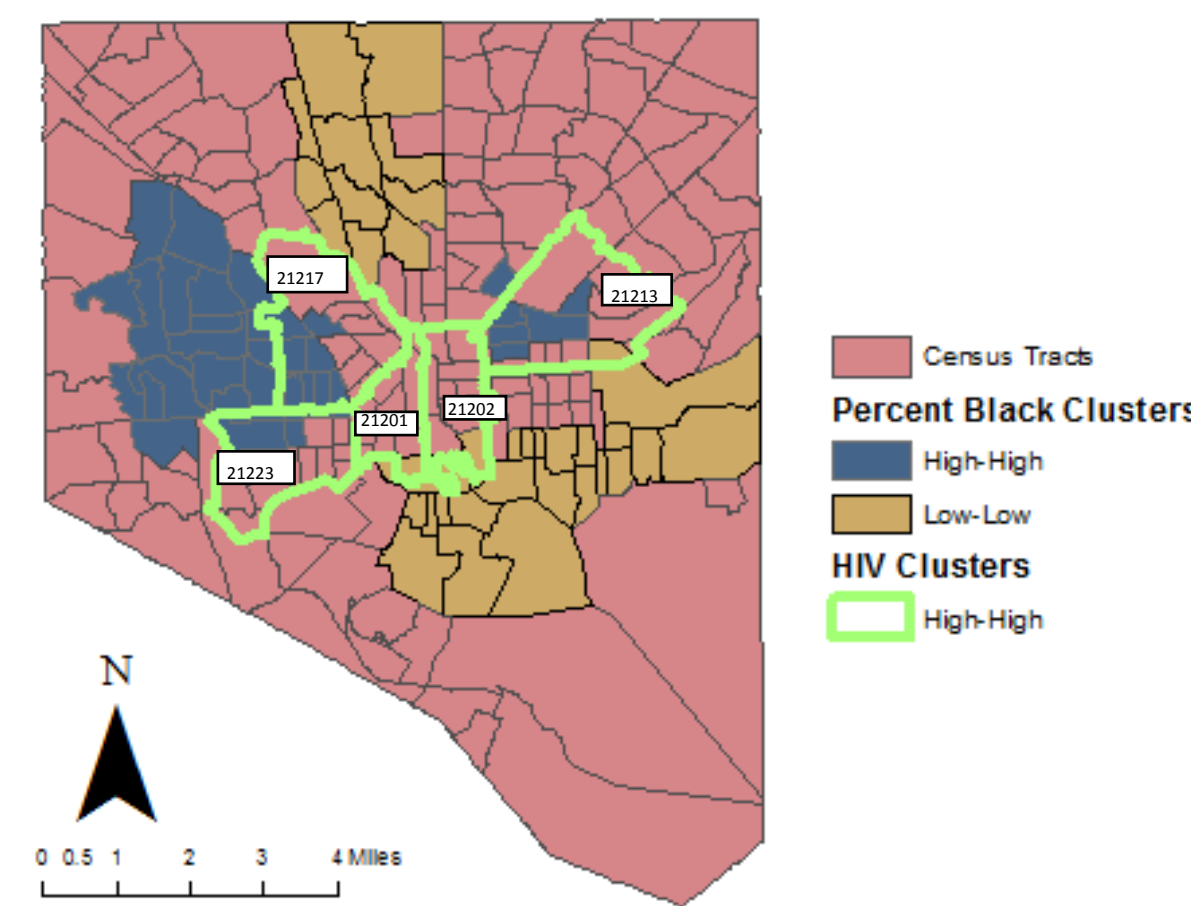 21217
21213
21201
21202
21223
Census Tracts
Percent Black Clusters
High-High
Low-Low
HIV Clusters
High-High
N
0 0.5 1 2 3 4 Miles